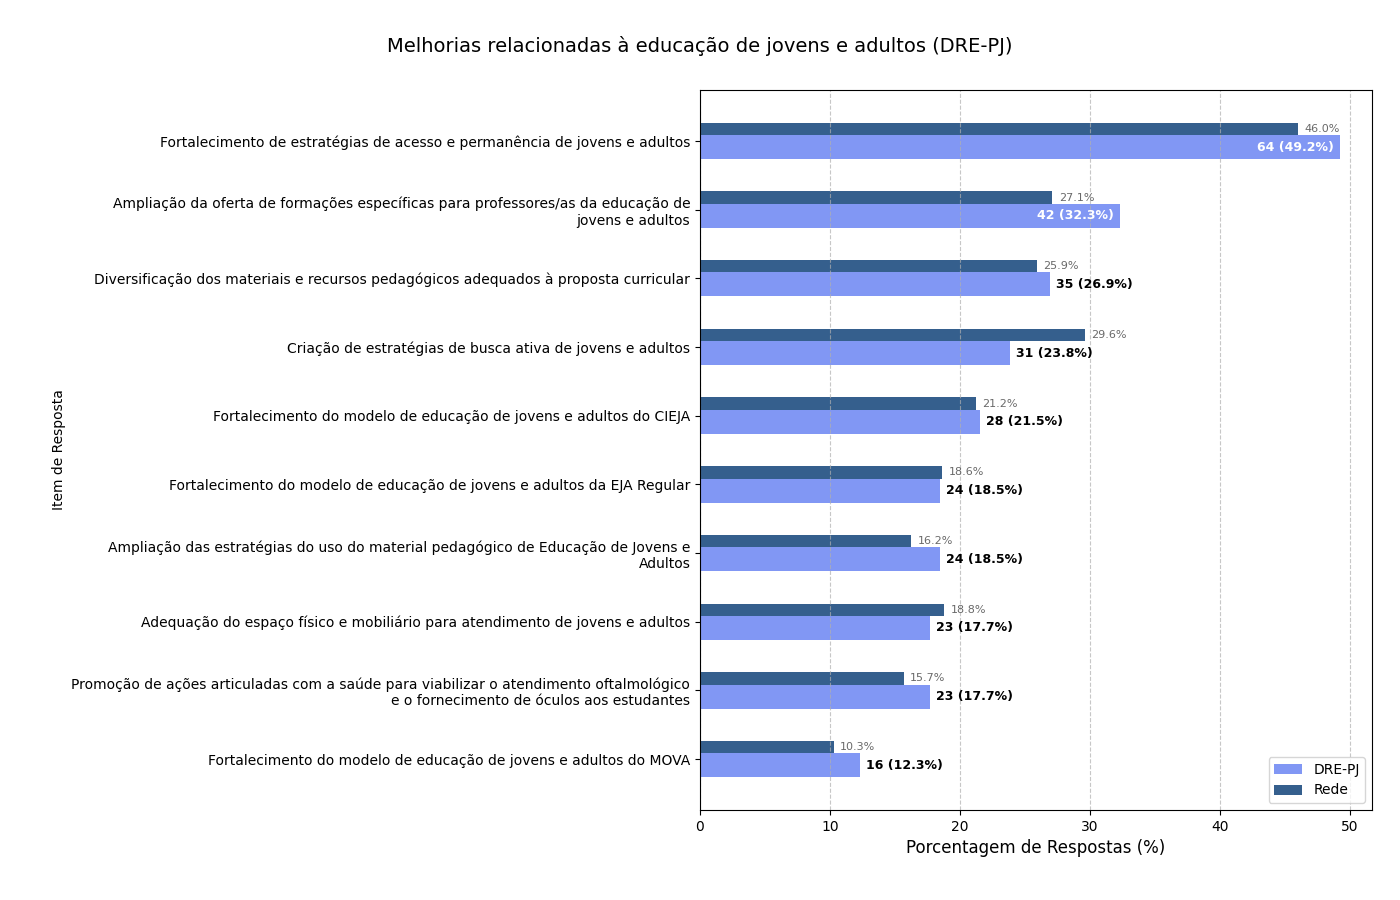 Melhorias relacionadas à educação de jovens e adultos (DRE-PJ)
Item de Resposta
Fortalecimento de estratégias de acesso e permanência de jovens e adultos
46.0%
64 (49.2%)
Ampliação da oferta de formações específicas para professores/as da educação de
jovens e adultos
27.1%
42 (32.3%)
Diversificação dos materiais e recursos pedagógicos adequados à proposta curricular
25.9%
35 (26.9%)
Criação de estratégias de busca ativa de jovens e adultos
29.6%
31 (23.8%)
Fortalecimento do modelo de educação de jovens e adultos do CIEJA
21.2%
28 (21.5%)
Fortalecimento do modelo de educação de jovens e adultos da EJA Regular
18.6%
24 (18.5%)
Ampliação das estratégias do uso do material pedagógico de Educação de Jovens e
Adultos
16.2%
24 (18.5%)
Adequação do espaço físico e mobiliário para atendimento de jovens e adultos
18.8%
23 (17.7%)
Promoção de ações articuladas com a saúde para viabilizar o atendimento oftalmológico
e o fornecimento de óculos aos estudantes
15.7%
23 (17.7%)
Fortalecimento do modelo de educação de jovens e adultos do MOVA
10.3%
16 (12.3%)
DRE-PJ
Rede
0 10 20 30 40 50
Porcentagem de Respostas (%)